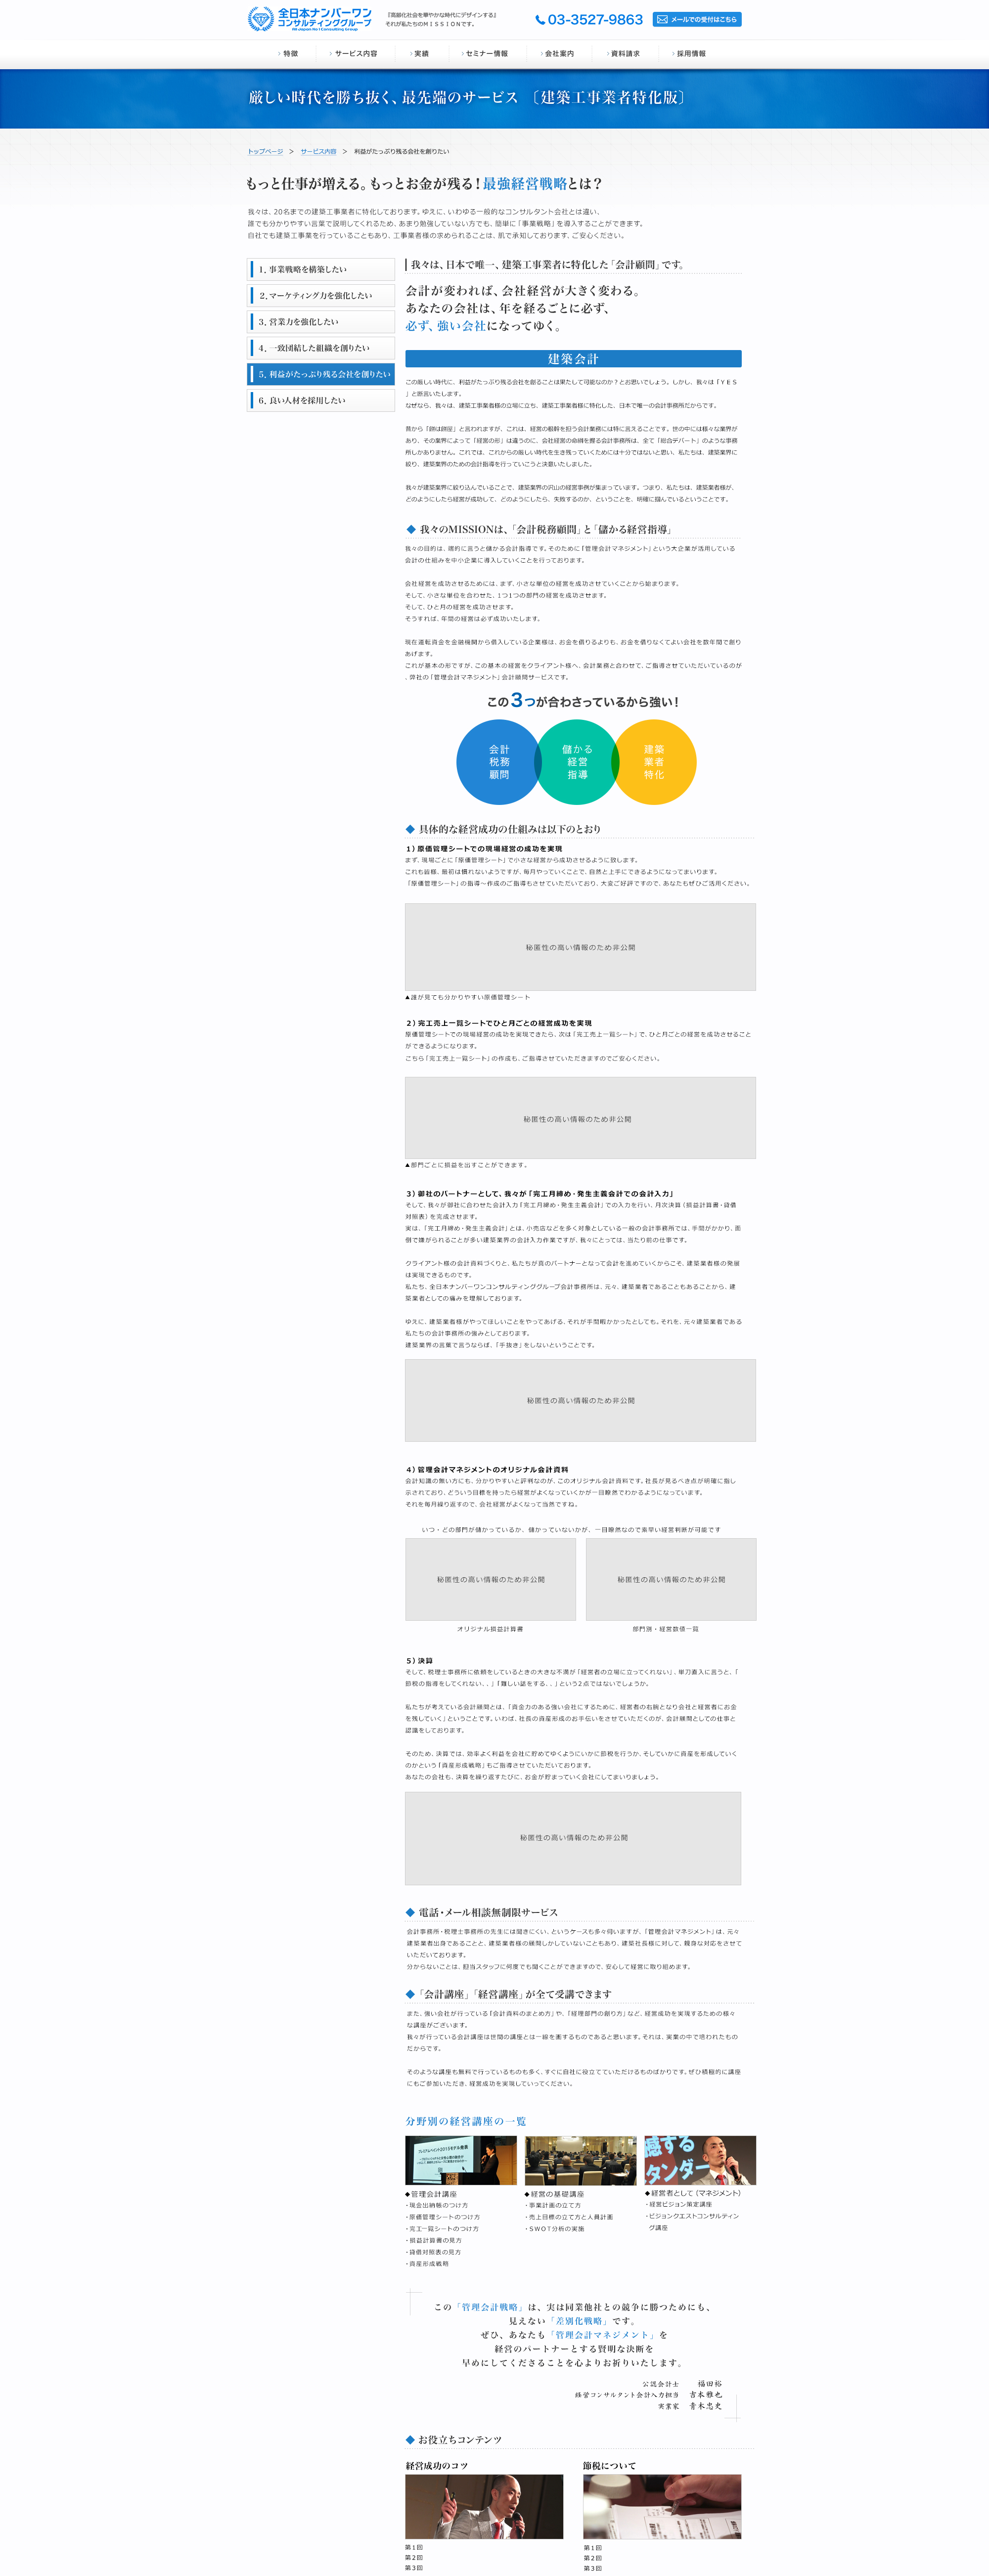 全日本ナンバーワン
コンサルティンググループ
All Japan No.1 Consulting Group
『高齢化社会を華やかな時代にデザインする』
それが私たちのＭＩＳＳＩＯＮです。
03-3527-9863
メールでの受付はこちら
特徴
サービス内容
実績
セミナー情報
会社案内
資料請求
採用情報
厳しい時代を勝ち抜く、最先端のサービス 〔建築工事業者特化版〕
トップページ ＞ サービス内容 ＞ 利益がたっぷり残る会社を創りたい
もっと仕事が増える。もっとお金が残る！最強経営戦略とは？
我々は、20名までの建築工事業者に特化しております。ゆえに、いわゆる一般的なコンサルタント会社とは違い、
誰でも分かりやすい言葉で説明してくれるため、あまり勉強していない方でも、簡単に「事業戦略」を導入することができます。
自社でも建築工事業を行っていることもあり、工事業者様の求められることは、肌で承知しております、ご安心ください。
1、事業戦略を構築したい
2、マーケティング力を強化したい
3、営業力を強化したい
4、一致団結した組織を創りたい
5、利益がたっぷり残る会社を創りたい
6、良い人材を採用したい
我々は、日本で唯一、建築工事業者に特化した「会計顧問」です。
会計が変われば、会社経営が大きく変わる。
あなたの会社は、年を経るごとに必ず、
必ず、強い会社になってゆく。
建築会計
この厳しい時代に、利益がたっぷり残る会社を創ることは果たして可能なのか？とお思いでしょう。しかし、我々は『ＹＥＳ
』と断言いたします。
なぜなら、我々は、建築工事業者様の立場に立ち、建築工事業者様に特化した、日本で唯一の会計事務所だからです。
昔から「餅は餅屋」と言われますが、これは、経営の根幹を担う会計業務には特に言えることです。世の中には様々な業界が
あり、その業界によって「経営の形」は違うのに、会社経営の命綱を握る会計事務所は、全て「総合デパート」のような事務
所しかありません。これでは、これからの厳しい時代を生き残っていくためには十分ではないと思い、私たちは、建築業界に
絞り、建築業界のための会計指導を行っていこうと決意いたしました。
我々が建築業界に絞り込んでいることで、建築業界の沢山の経営事例が集まっています。つまり、私たちは、建築業者様が、
どのようにしたら経営が成功して、どのようにしたら、失敗するのか、ということを、明確に掴んでいるということです。
◆ 我々のMISSIONは、「会計税務顧問」と「儲かる経営指導」
我々の目的は、端的に言うと儲かる会計指導です。そのために『管理会計マネジメント』という大企業が活用している
会計の仕組みを中小企業に導入していくことを行っております。
会社経営を成功させるためには、まず、小さな単位の経営を成功させていくことから始まります。
そして、小さな単位を合わせた、1つ1つの部門の経営を成功させます。
そして、ひと月の経営を成功させます。
そうすれば、年間の経営は必ず成功いたします。
現在運転資金を金融機関から借入している企業様は、お金を借りるよりも、お金を借りなくてよい会社を数年間で創り
あげます。
これが基本の形ですが、この基本の経営をクライアント様へ、会計業務と合わせて、ご指導させていただいているのが
、弊社の『管理会計マネジメント』会計顧問サービスです。
この3つが合わさっているから強い！
会計
税務
顧問
儲かる
経営
指導
建築
業者
特化
◆ 具体的な経営成功の仕組みは以下のとおり
１）原価管理シートでの現場経営の成功を実現
まず、現場ごとに『原価管理シート』で小さな経営から成功させるように致します。
これも皆様、最初は慣れないようですが、毎月やっていくことで、自然と上手にできるようになってまいります。
『原価管理シート』の指導～作成のご指導もさせていただいており、大変ご好評ですので、あなたもぜひご活用ください。
秘匿性の高い情報のため非公開
▲誰が見ても分かりやすい原価管理シート
２）完工売上一覧シートでひと月ごとの経営成功を実現
原価管理シートでの現場経営の成功を実現できたら、次は『完工売上一覧シート』で、ひと月ごとの経営を成功させること
ができるようになります。
こちら『完工売上一覧シート』の作成も、ご指導させていただきますのでご安心ください。
秘匿性の高い情報のため非公開
▲部門ごとに損益を出すことができます。
３）御社のパートナーとして、我々が「完工月締め・発生主義会計での会計入力」
そして、我々が御社に合わせた会計入力『完工月締め・発生主義会計』での入力を行い、月次決算（損益計算書・貸借
対照表）を完成させます。
実は、『完工月締め・発生主義会計』とは、小売店などを多く対象としている一般の会計事務所では、手間がかかり、面
倒で嫌がられることが多い建築業界の会計入力作業ですが、我々にとっては、当たり前の仕事です。
クライアント様の会計資料づくりと、私たちが真のパートナーとなって会計を進めていくからこそ、建築業者様の発展
は実現できるものです。
私たち、全日本ナンバーワンコンサルティンググループ会計事務所は、元々、建築業者であることもあることから、建
築業者としての痛みを理解しております。
ゆえに、建築業者様がやってほしいことをやってあげる、それが手間暇かかったとしても。それを、元々建築業者である
私たちの会計事務所の強みとしております。
建築業界の言葉で言うならば、「手抜き」をしないということです。
秘匿性の高い情報のため非公開
４）管理会計マネジメントのオリジナル会計資料
会計知識の無い方にも、分かりやすいと評判なのが、このオリジナル会計資料です。社長が見るべき点が明確に指し
示されており、どういう目標を持ったら経営がよくなっていくかが一目瞭然でわかるようになっています。
それを毎月繰り返すので、会社経営がよくなって当然ですね。
いつ・どの部門が儲かっているか、儲かっていないかが、一目瞭然なので素早い経営判断が可能です
秘匿性の高い情報のため非公開
秘匿性の高い情報のため非公開
オリジナル損益計算書
部門別・経営数値一覧
５）決算
そして、税理士事務所に依頼をしているときの大きな不満が「経営者の立場に立ってくれない」、単刀直入に言うと、「
節税の指導をしてくれない、、」「難しい話をする、、」という2点ではないでしょうか。
私たちが考えている会計顧問とは、「資金力のある強い会社にするために、経営者の右腕となり会社と経営者にお金
を残していく」ということです。いわば、社長の資産形成のお手伝いをさせていただくのが、会計顧問としての仕事と
認識をしております。
そのため、決算では、効率よく利益を会社に貯めてゆくようにいかに節税を行うか、そしていかに資産を形成していく
のかという『資産形成戦略』もご指導させていただいております。
あなたの会社も、決算を繰り返すたびに、お金が貯まっていく会社にしてまいりましょう。
秘匿性の高い情報のため非公開
◆ 電話・メール相談無制限サービス
会計事務所・税理士事務所の先生には聞きにくい、というケースも多々伺いますが、『管理会計マネジメント』は、元々
建築業者出身であることと、建築業者様の顧問しかしていないこともあり、建築社長様に対して、親身な対応をさせて
いただいております。
分からないことは、担当スタッフに何度でも聞くことができますので、安心して経営に取り組めます。
◆ 「会計講座」「経営講座」が全て受講できます
また、強い会社が行っている『会計資料のまとめ方』や、『経理部門の創り方』など、経営成功を実現するための様々
な講座がございます。
我々が行っている会計講座は世間の講座とは一線を画するものであると思います。それは、実業の中で培われたもの
だからです。
そのような講座も無料で行っているものも多く、すぐに自社に役立てていただけるものばかりです。ぜひ積極的に講座
にもご参加いただき、経営成功を実現していってください。
分野別の経営講座の一覧
プレミアムペイント2013モデル発表
隠する
タンダー
◆管理会計講座
・現金出納帳のつけ方
・原価管理シートのつけ方
・完工一覧シートのつけ方
・損益計算書の見方
・貸借対照表の見方
・資産形成戦略
◆経営の基礎講座
・事業計画の立て方
・売上目標の立て方と人員計画
・SWOT分析の実施
◆経営者として（マネジメント）
・経営ビジョン策定講座
・ビジョンクエストコンサルティン
グ講座
この「管理会計戦略」は、実は同業他社との競争に勝つためにも、
見えない「差別化戦略」です。
ぜひ、あなたも「管理会計マネジメント」を
経営のパートナーとする賢明な決断を
早めにしてくださることを心よりお祈りいたします。
公認会計士 福田裕
経営コンサルタント会計入力担当 吉本雅也
実業家 青木忠史
◆ お役立ちコンテンツ
経営成功のコツ
節税について
第1回
第2回
第3回
第1回
第2回
第3回